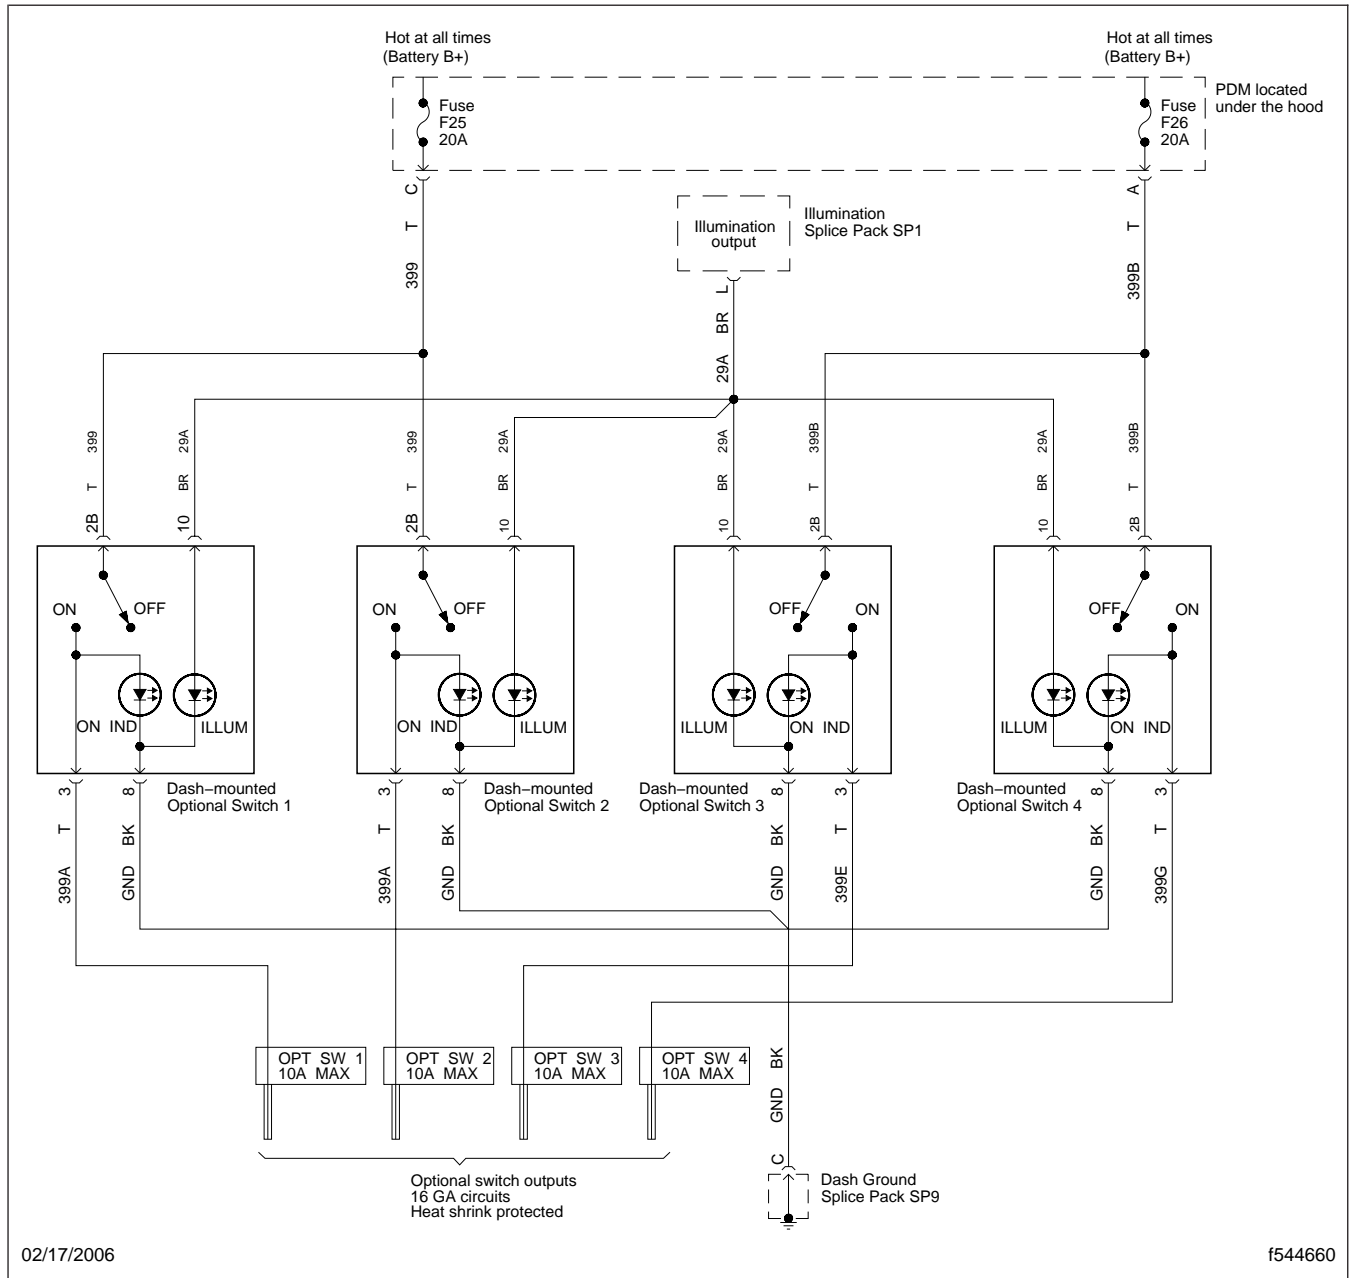 Hot at all times
(Battery B+)
Hot at all times
(Battery B+)
PDM located
under the hood
Fuse
F25
20A
Fuse
F26
20A
C
T
399
A
T
399B
Illumination
output
Illumination
Splice Pack SP1
L
BR
29A
399
T
2B
29A
BR
10
399
T
2B
29A
BR
10
29A
BR
10
399B
T
2B
29A
BR
10
399B
T
2B
ON
OFF
ON IND
ILLUM
ON
OFF
ON IND
ILLUM
OFF
ON
ILLUM
ON IND
OFF
ON
ILLUM
ON IND
Dash–mounted
Optional Switch 1
Dash–mounted
Optional Switch 2
Dash–mounted
Optional Switch 3
Dash–mounted
Optional Switch 4
3
T
399A
8
BK
GND
3
T
399A
8
BK
GND
8
BK
GND
3
T
399E
8
BK
GND
3
T
399G
OPT SW 1
10A MAX
OPT SW 2
10A MAX
OPT SW 3
10A MAX
OPT SW 4
10A MAX
BK
GND
C
Optional switch outputs
16 GA circuits
Heat shrink protected
Dash Ground
Splice Pack SP9
02/17/2006
f544660